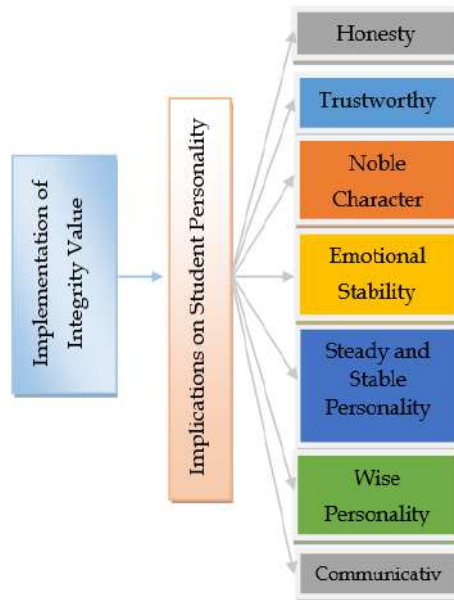 Implementation of
Integrity Value
Implications on Student Personality
Honesty
Trustworthy
Noble
Character
Emotional
Stability
Steady and
Stable
Personality
Wise
Personality
Communicativ